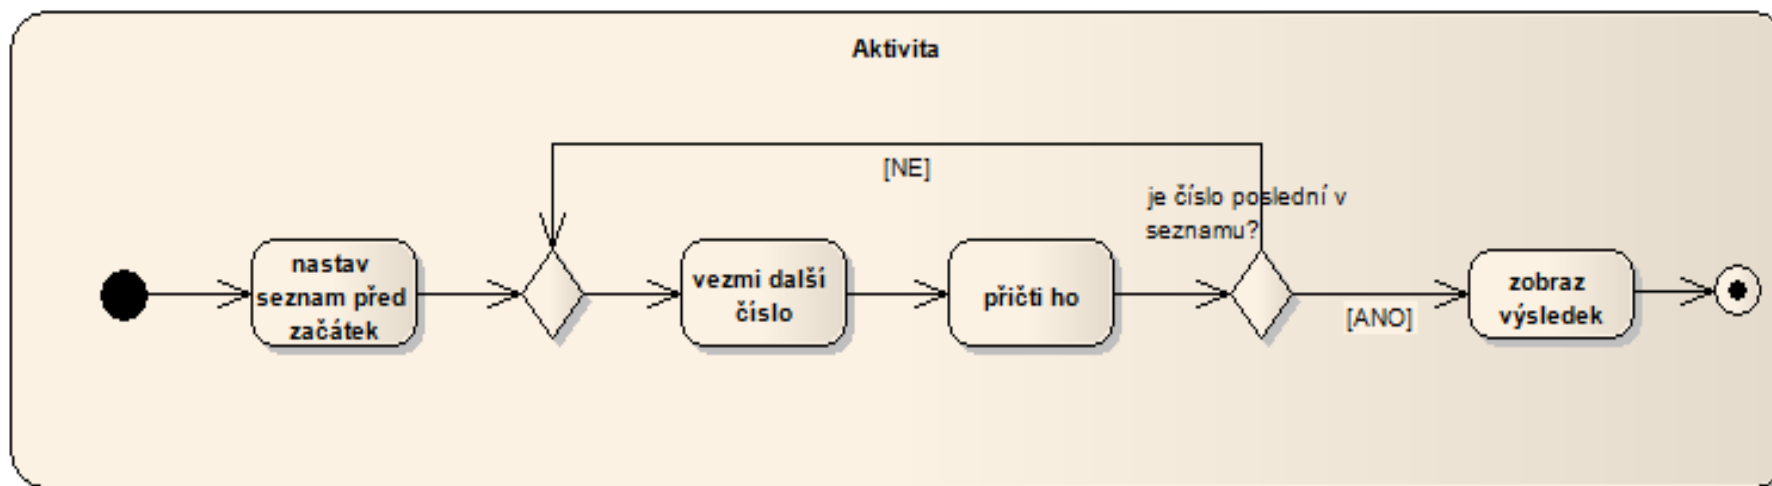 Aktivita
[NE]
je číslo poslední v
seznamu?
nastav
seznam před
začátek
vezmi další
číslo
přičti ho
[ANO]
zobraz
výsledek